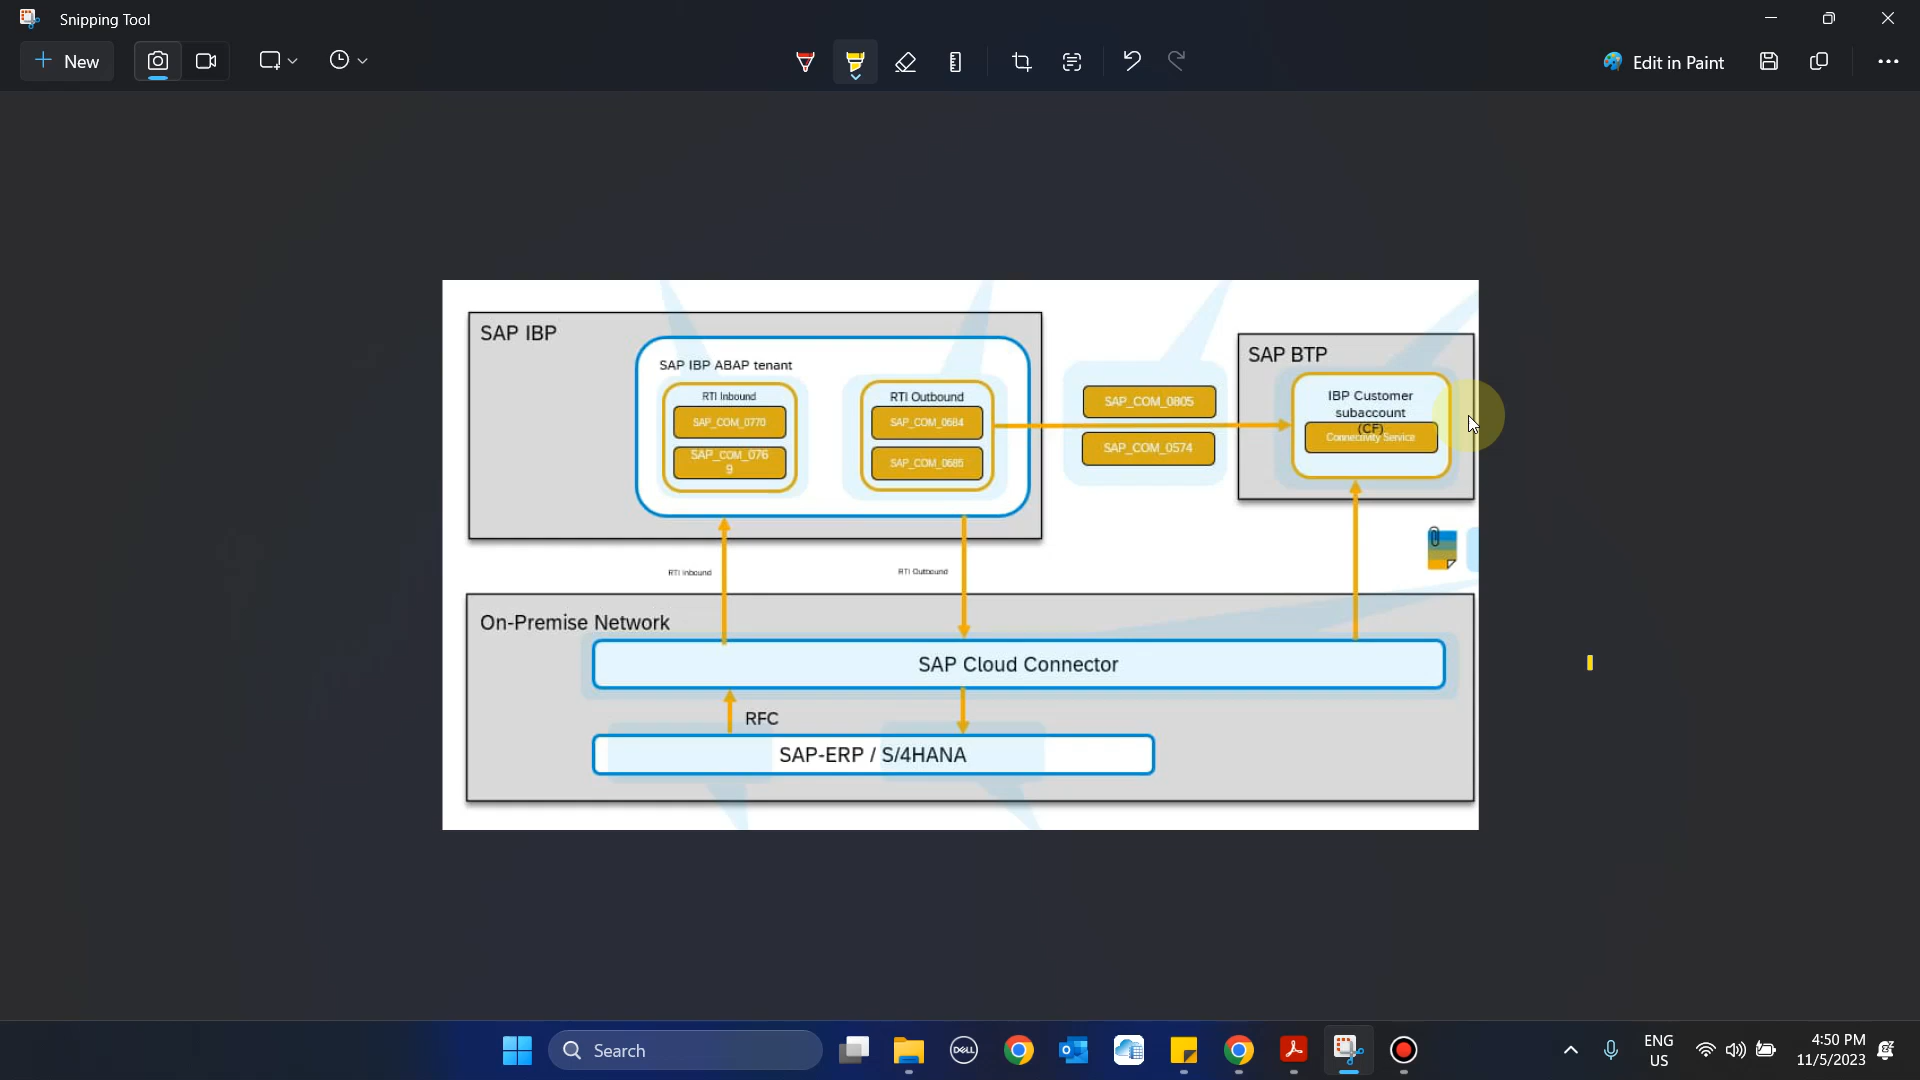 Snipping Tool
New
Edit in Paint
SAP IBP
SAP IBP ABAP tenant
RTI Inbound
SAP_COM_0770
SAP_COM_076
9
RTI Outbound
SAP_COM_0684
SAP_COM_0685
SAP_COM_0805
SAP_COM_0574
SAP BTP
IBP Customer
subaccount
(CF)
Connectivity Service
RTI Inbound
RTI Outbound
On-Premise Network
SAP Cloud Connector
RFC
SAP-ERP / S/4HANA
Search
DELL
ENG
US
4:50 PM
11/5/2023